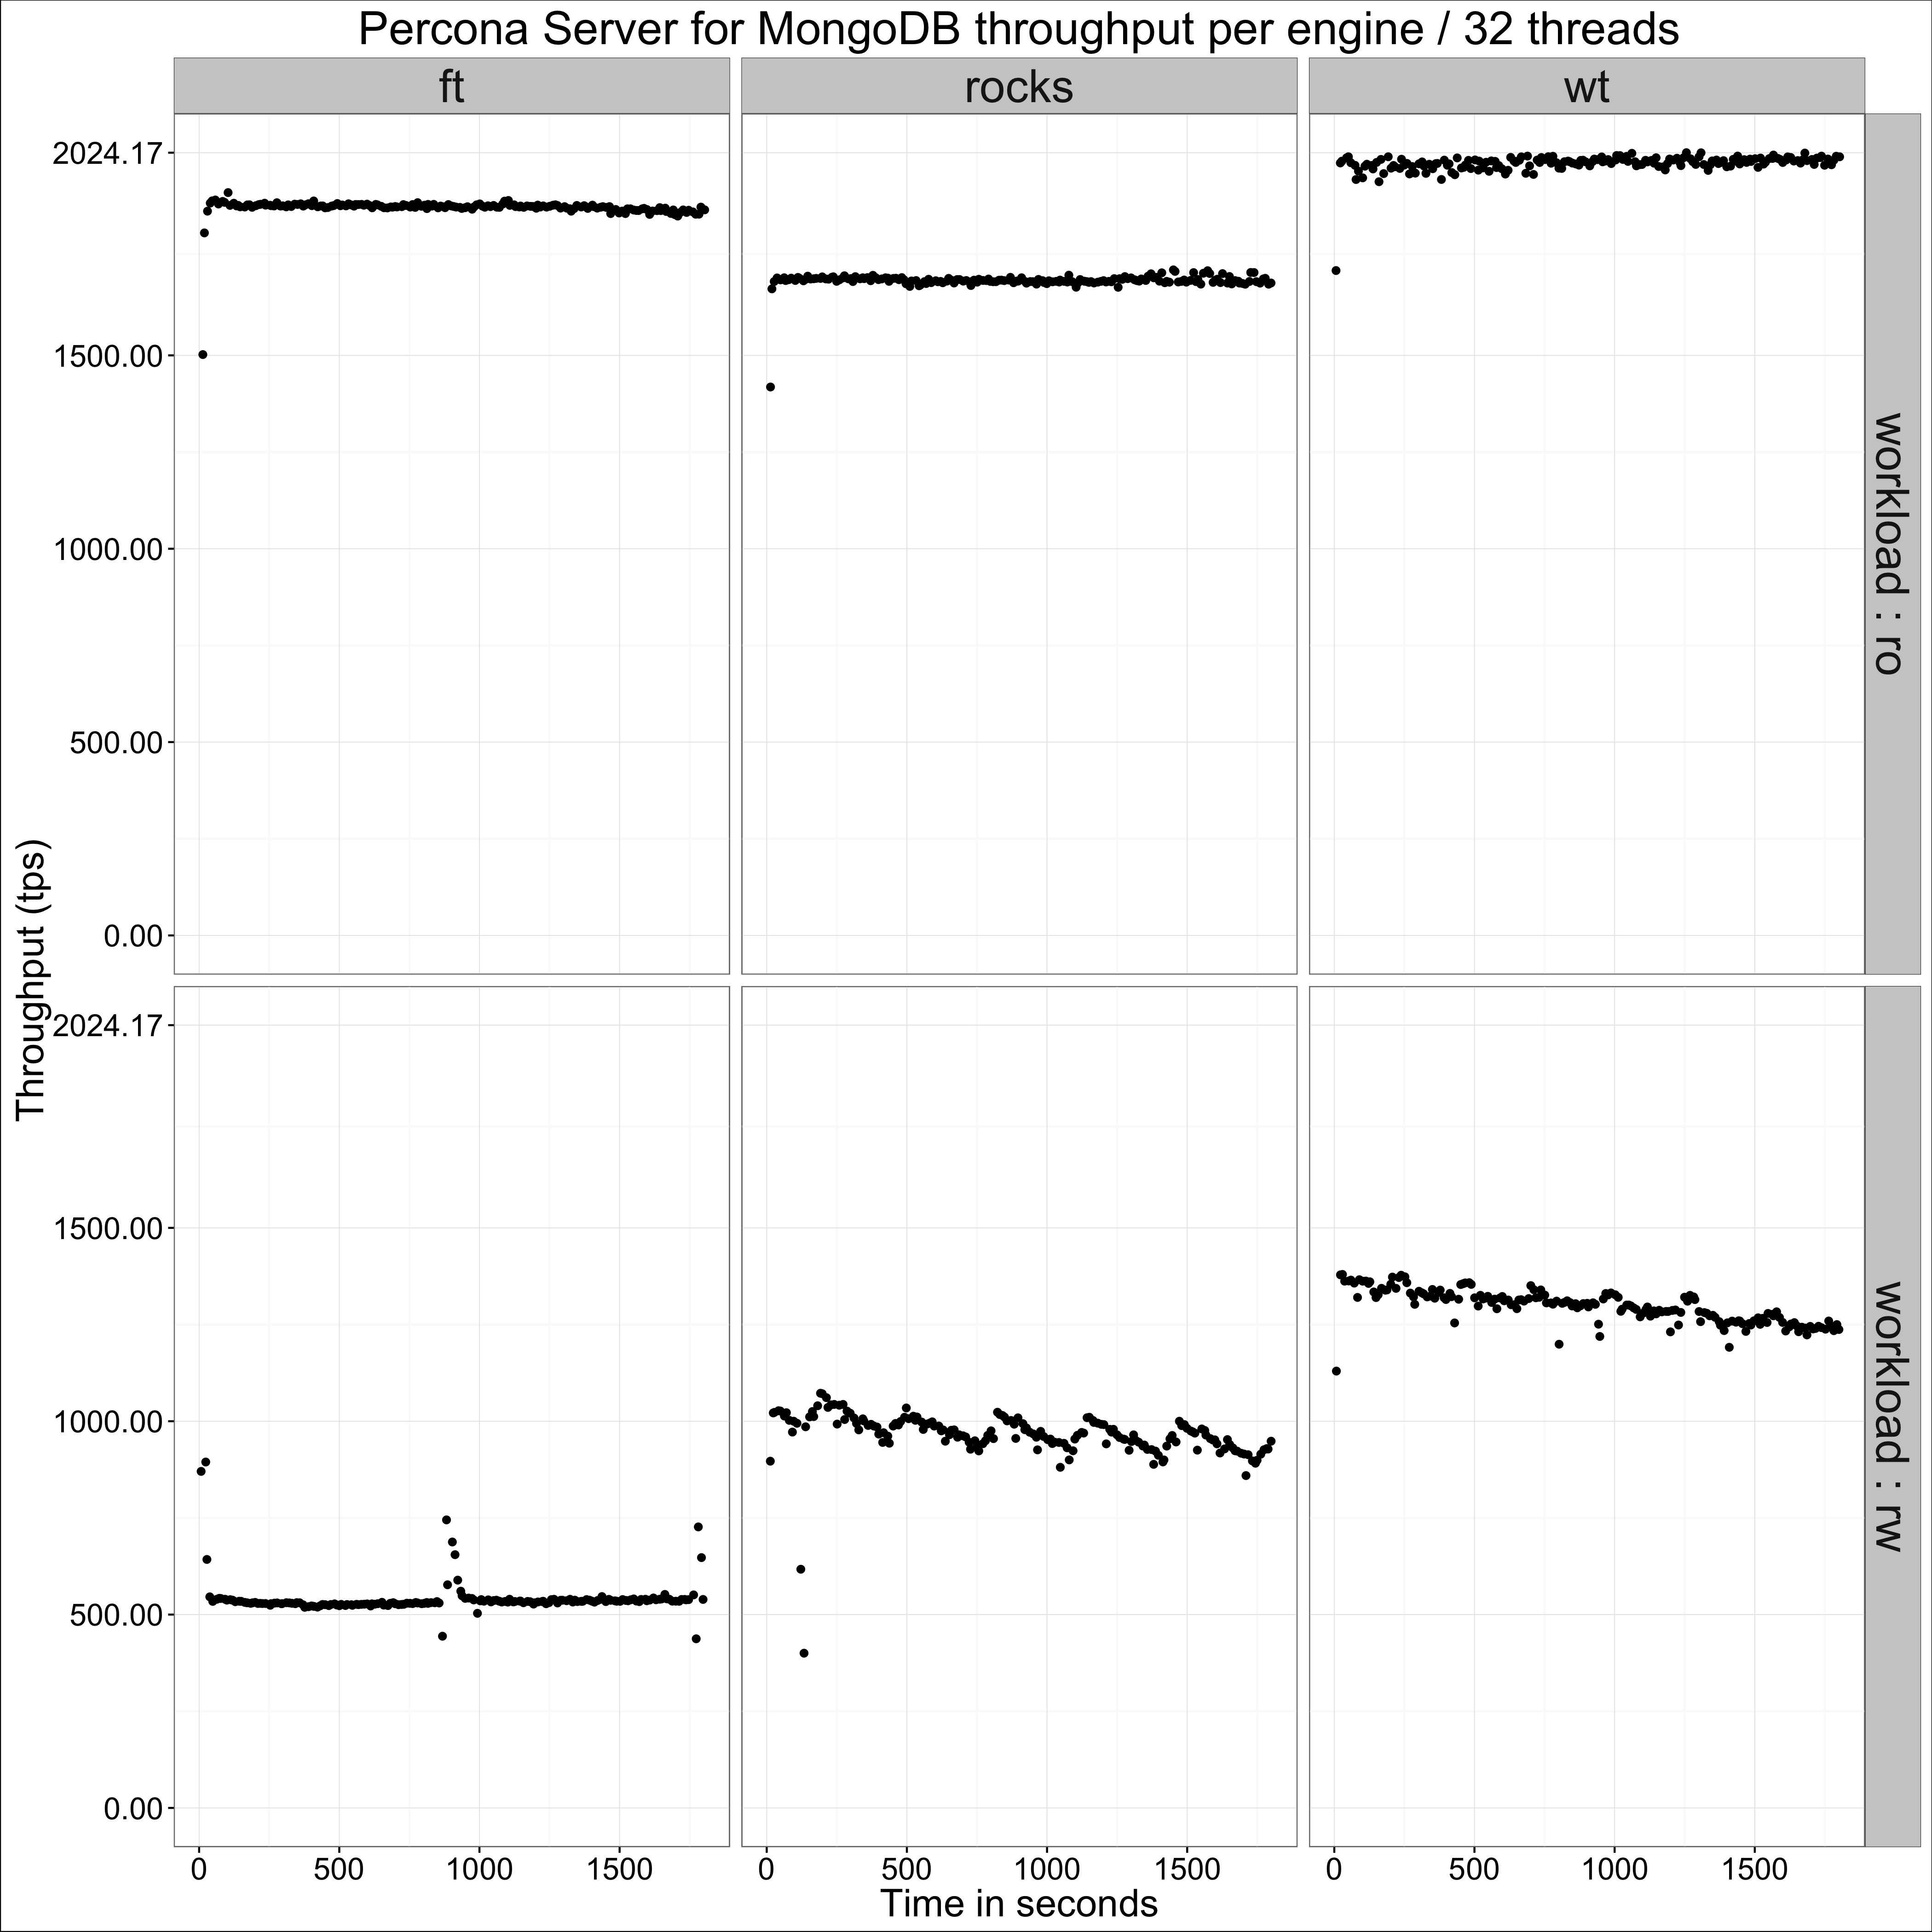 Percona Server for MongoDB throughput per engine / 32 threads
ft
rocks
wt
2024.17
1500.00
1000.00
500.00
0.00
workload : ro
Throughput (tps)
2024.17
1500.00
1000.00
500.00
0.00
workload : rw
0 500 1000 1500
0 500 1000 1500
0 500 1000 1500
Time in seconds